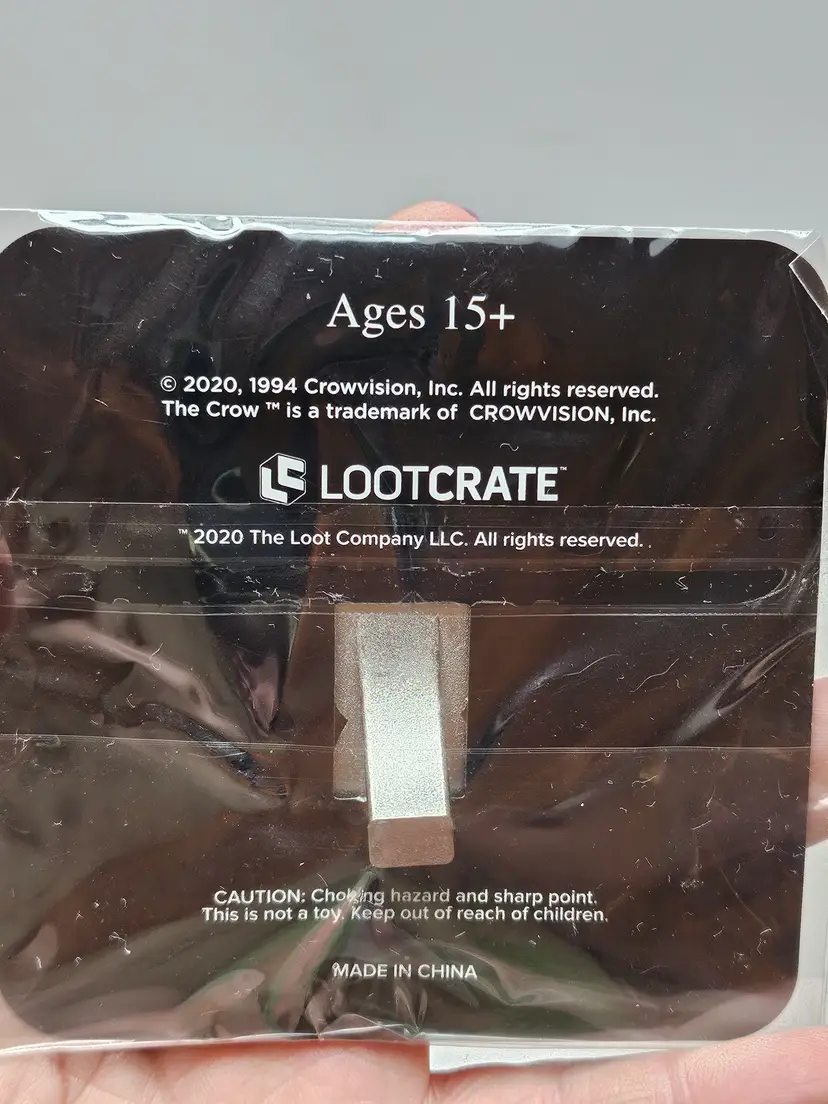 Ages 15+
© 2020, 1994 Crowvision, Inc. All rights reserved.
The Crow ™ is a trademark of CROWVISION, Inc.
LOOTCRATE™
™ 2020 The Loot Company LLC. All rights reserved.
CAUTION: Choking hazard and sharp point.
This is not a toy. Keep out of reach of children.
MADE IN CHINA